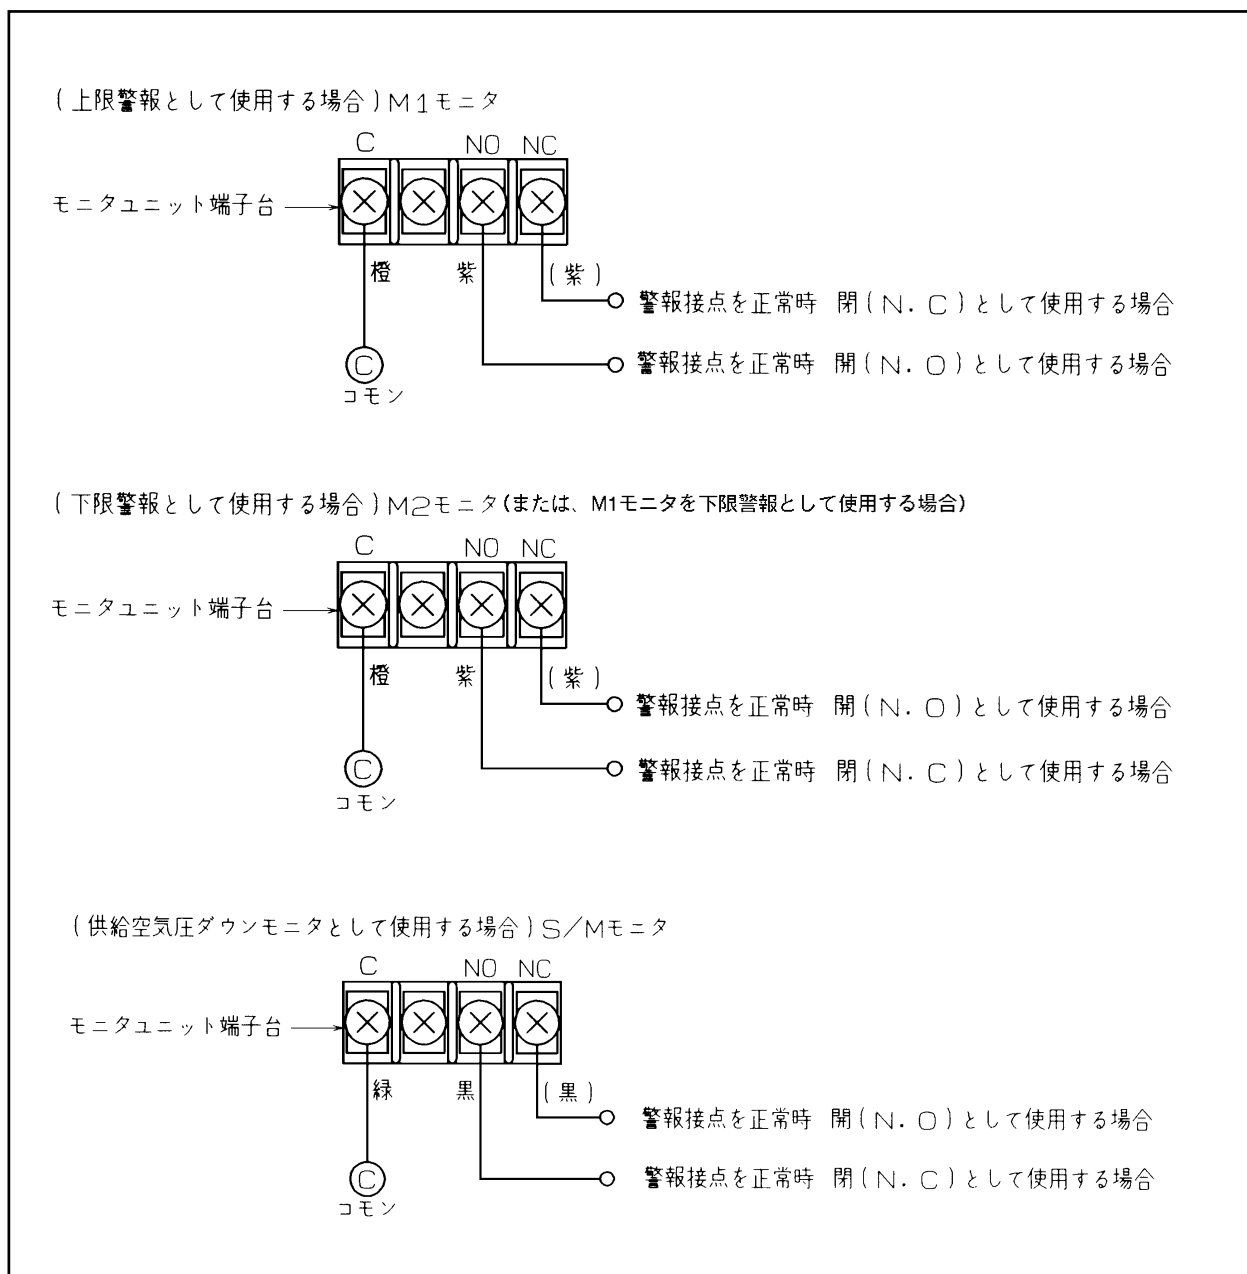 (上限警報として使用する場合)M1モニタ
C NO NC
モニタユニット端子台
橙 紫 (紫)
警報接点を正常時 閉(N.C)として使用する場合
警報接点を正常時 開(N.O)として使用する場合
C
コモン
(下限警報として使用する場合)M2モニタ(または、M1モニタを下限警報として使用する場合)
C NO NC
モニタユニット端子台
橙 紫 (紫)
警報接点を正常時 開(N.O)として使用する場合
警報接点を正常時 閉(N.C)として使用する場合
C
コモン
(供給空気圧ダウンモニタとして使用する場合)S/Mモニタ
C NO NC
モニタユニット端子台
緑 黒 (黒)
警報接点を正常時 開(N.O)として使用する場合
警報接点を正常時 閉(N.C)として使用する場合
C
コモン